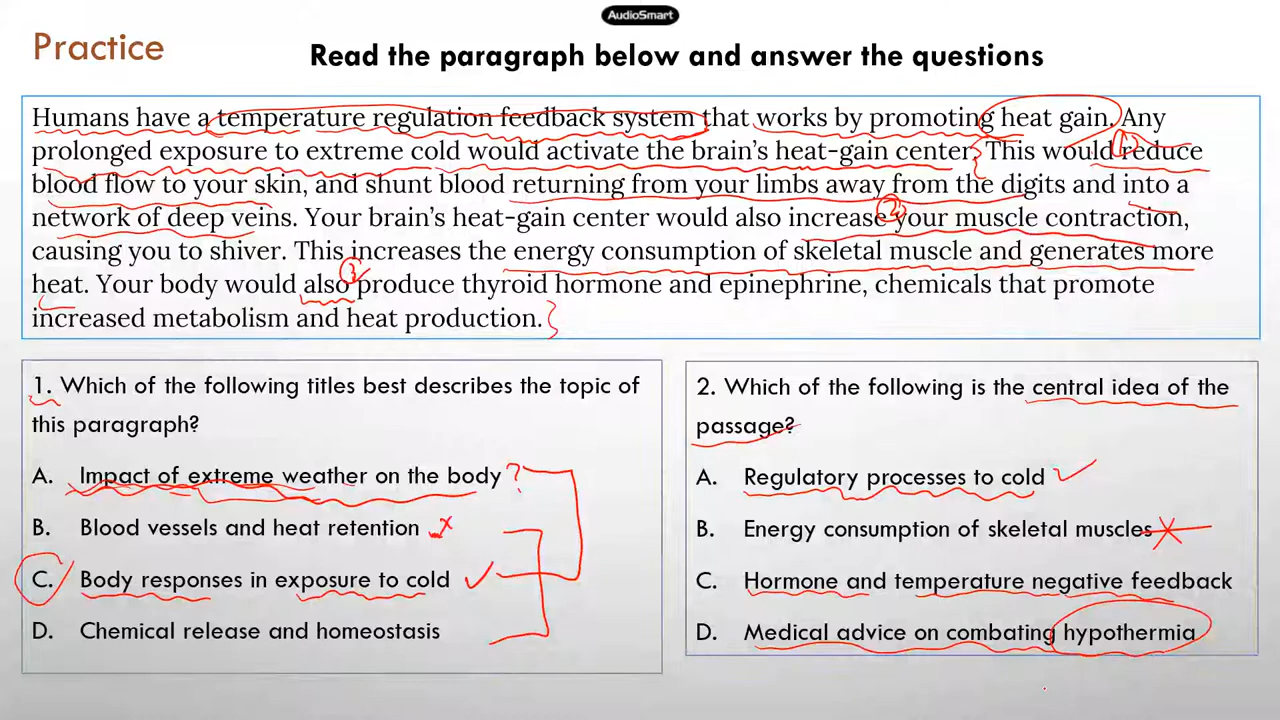 AudioSmart
Practice
Read the paragraph below and answer the questions
Humans have a temperature regulation feedback system that works by promoting heat gain. Any
prolonged exposure to extreme cold would activate the brain's heat-gain center. This would reduce
blood flow to your skin, and shunt blood returning from your limbs away from the digits and into a
network of deep veins. Your brain's heat-gain center would also increase your muscle contraction,
causing you to shiver. This increases the energy consumption of skeletal muscle and generates more
heat. Your body would also produce thyroid hormone and epinephrine, chemicals that promote
increased metabolism and heat production.
1. Which of the following titles best describes the topic of
this paragraph?
A. Impact of extreme weather on the body ?
B. Blood vessels and heat retention
C. Body responses in exposure to cold
D. Chemical release and homeostasis
2. Which of the following is the central idea of the
passage?
A. Regulatory processes to cold
B. Energy consumption of skeletal muscles
C. Hormone and temperature negative feedback
D. Medical advice on combating hypothermia